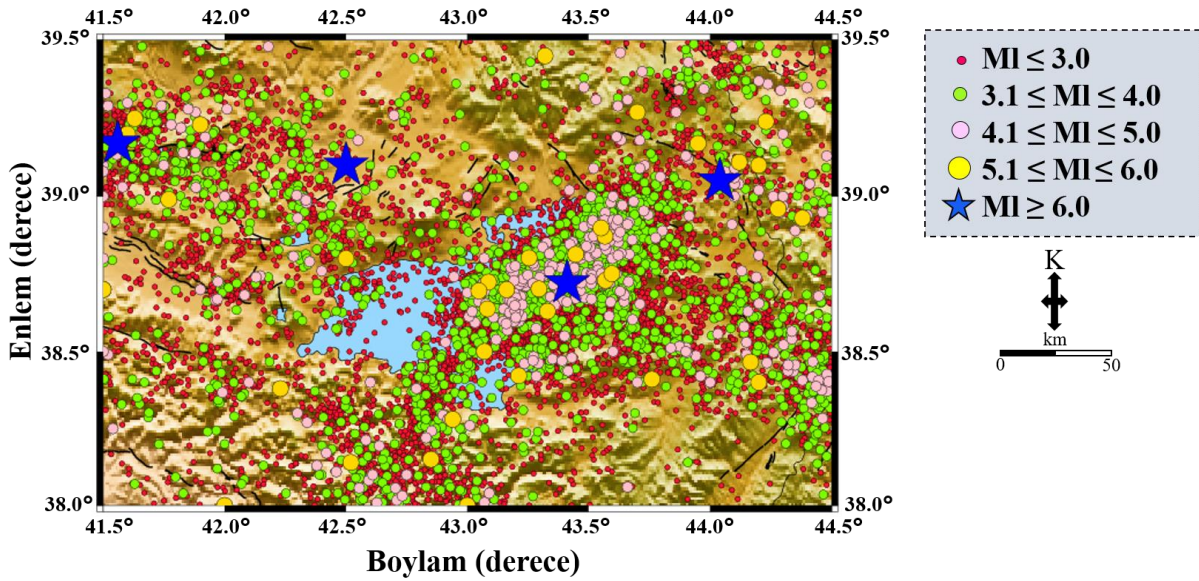 41.5° 42.0° 42.5° 43.0° 43.5° 44.0° 44.5°
39.5° 39.5°
39.0° 39.0°
38.5° 38.5°
38.0° 38.0°
41.5° 42.0° 42.5° 43.0° 43.5° 44.0° 44.5°
Enlem (derece)
Boylam (derece)
Ml ≤ 3.0
3.1 ≤ Ml ≤ 4.0
4.1 ≤ Ml ≤ 5.0
5.1 ≤ Ml ≤ 6.0
Ml ≥ 6.0
K
km
0 50